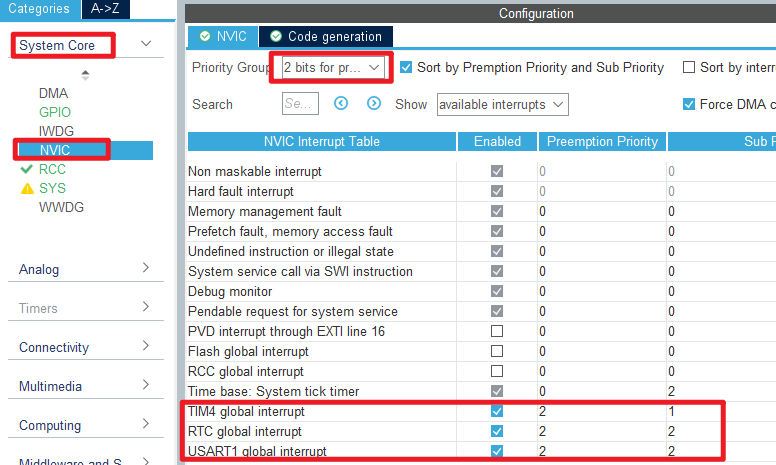 Categories A->Z
System Core
DMA
GPIO
IWDG
NVIC
RCC
SYS
WWDG
Analog
Timers
Connectivity
Multimedia
Computing
Configuration
NVIC Code generation
Priority Group 2 bits for pr... Sort by Premption Priority and Sub Priority Sort by interr
Search Se... Show available interrupts Force DMA c
NVIC Interrupt Table Enabled Preemption Priority Sub P
Non maskable interrupt 0 0
Hard fault interrupt 0 0
Memory management fault 0 0
Prefetch fault, memory access fault 0 0
Undefined instruction or illegal state 0 0
System service call via SWI instruction 0 0
Debug monitor 0 0
Pendable request for system service 0 0
PVD interrupt through EXTI line 16 0 0
Flash global interrupt 0 0
RCC global interrupt 0 0
Time base: System tick timer 0 2
TIM4 global interrupt 2 1
RTC global interrupt 2 2
USART1 global interrupt 2 2